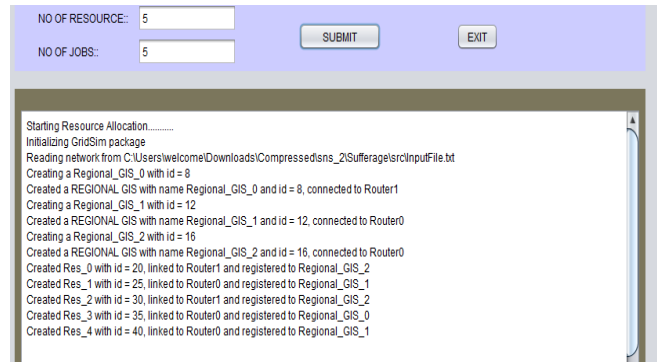 NO OF RESOURCE:: 5
SUBMIT EXIT
NO OF JOBS:: 5
Starting Resource Allocation...........
Initializing GridSim package
Reading network from C:\Users\welcome\Downloads\Compressed\sns_2\Sufferage\src\InputFile.txt
Creating a Regional_GIS_0 with id = 8
Created a REGIONAL GIS with name Regional_GIS_0 and id = 8, connected to Router1
Creating a Regional_GIS_1 with id = 12
Created a REGIONAL GIS with name Regional_GIS_1 and id = 12, connected to Router0
Creating a Regional_GIS_2 with id = 16
Created a REGIONAL GIS with name Regional_GIS_2 and id = 16, connected to Router0
Created Res_0 with id = 20, linked to Router1 and registered to Regional_GIS_2
Created Res_1 with id = 25, linked to Router0 and registered to Regional_GIS_1
Created Res_2 with id = 30, linked to Router1 and registered to Regional_GIS_2
Created Res_3 with id = 35, linked to Router0 and registered to Regional_GIS_0
Created Res_4 with id = 40, linked to Router0 and registered to Regional_GIS_1